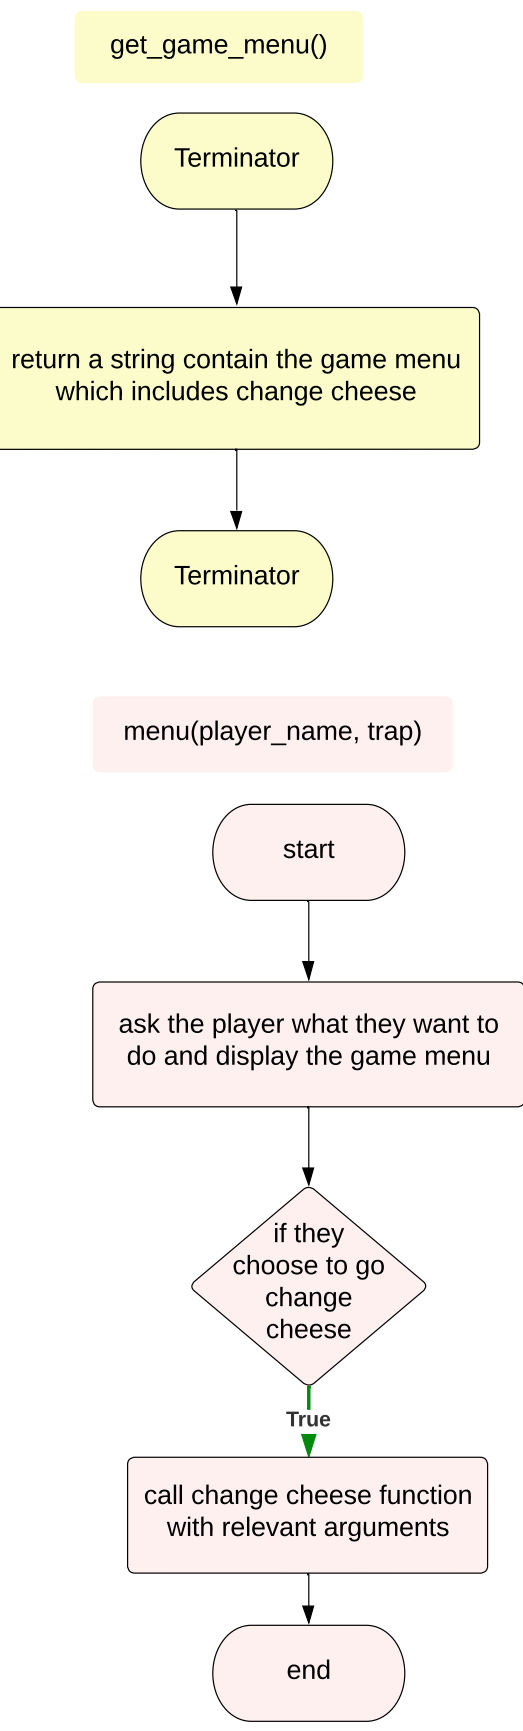 get_game_menu()
Terminator
return a string contain the game menu
which includes change cheese
Terminator
menu(player_name, trap)
start
ask the player what they want to
do and display the game menu
if they
choose to go
change
cheese
True
call change cheese function
with relevant arguments
end